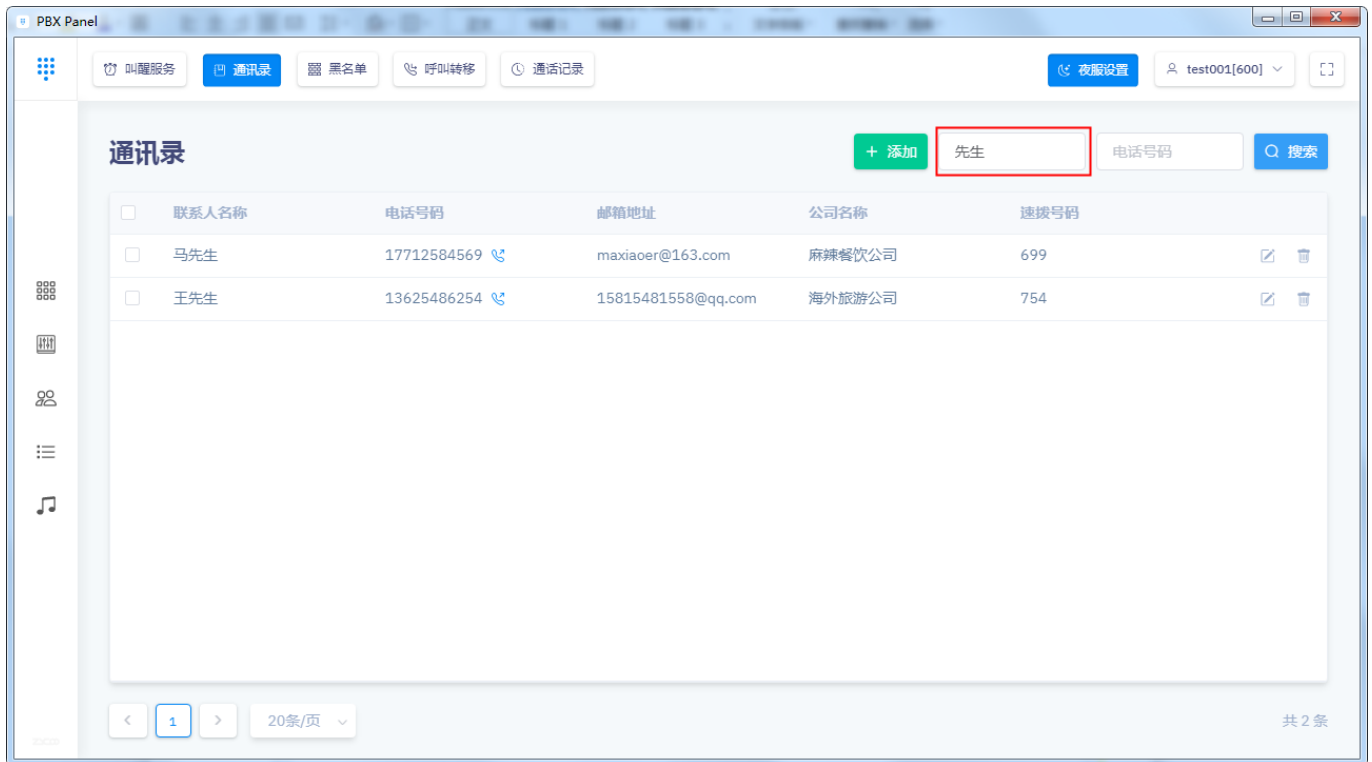 PBX Panel
叫醒服务 通讯录 黑名单 呼叫转移 通话记录 夜服设置 test001[600]
通讯录 + 添加 先生 电话号码 搜索
联系人名称 电话号码 邮箱地址 公司名称 速拨号码
马先生 17712584569 maxiaoer@163.com 麻辣餐饮公司 699
王先生 13625486254 15815481558@qq.com 海外旅游公司 754
1 20条/页 共 2 条